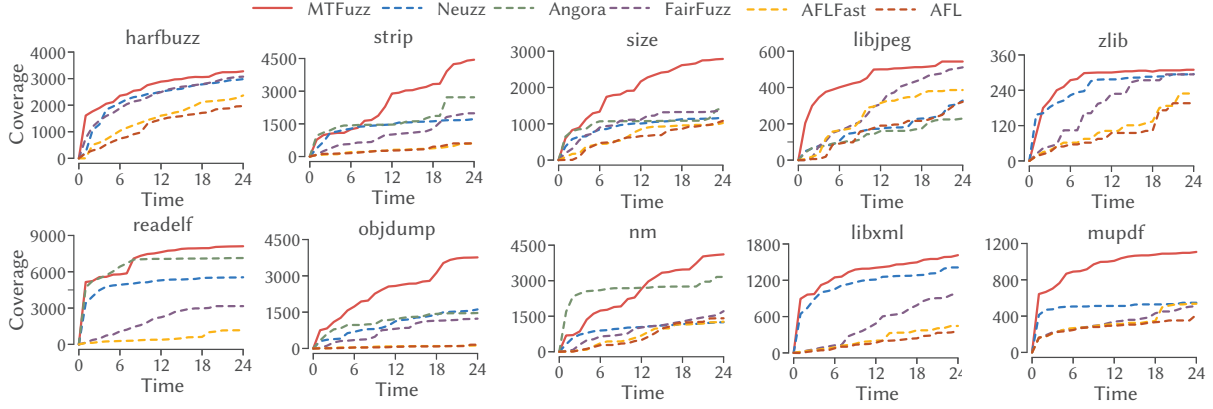 MTFuzz Neuzz Angora FairFuzz AFLFast AFL
harfbuzz strip size libjpeg zlib
Coverage
4000 3000 2000 1000 0
4500 3000 1500 0
3000 2000 1000 0
600 400 200 0
360 240 120 0
0 6 12 18 24
0 6 12 18 24
0 6 12 18 24
0 6 12 18 24
0 6 12 18 24
Time Time Time Time Time
readelf objdump nm libxml mupdf
Coverage
9000 6000 3000 0
4500 3000 1500 0
4500 3000 1500 0
1800 1200 600 0
1200 800 400 0
0 6 12 18 24
0 6 12 18 24
0 6 12 18 24
0 6 12 18 24
0 6 12 18 24
Time Time Time Time Time